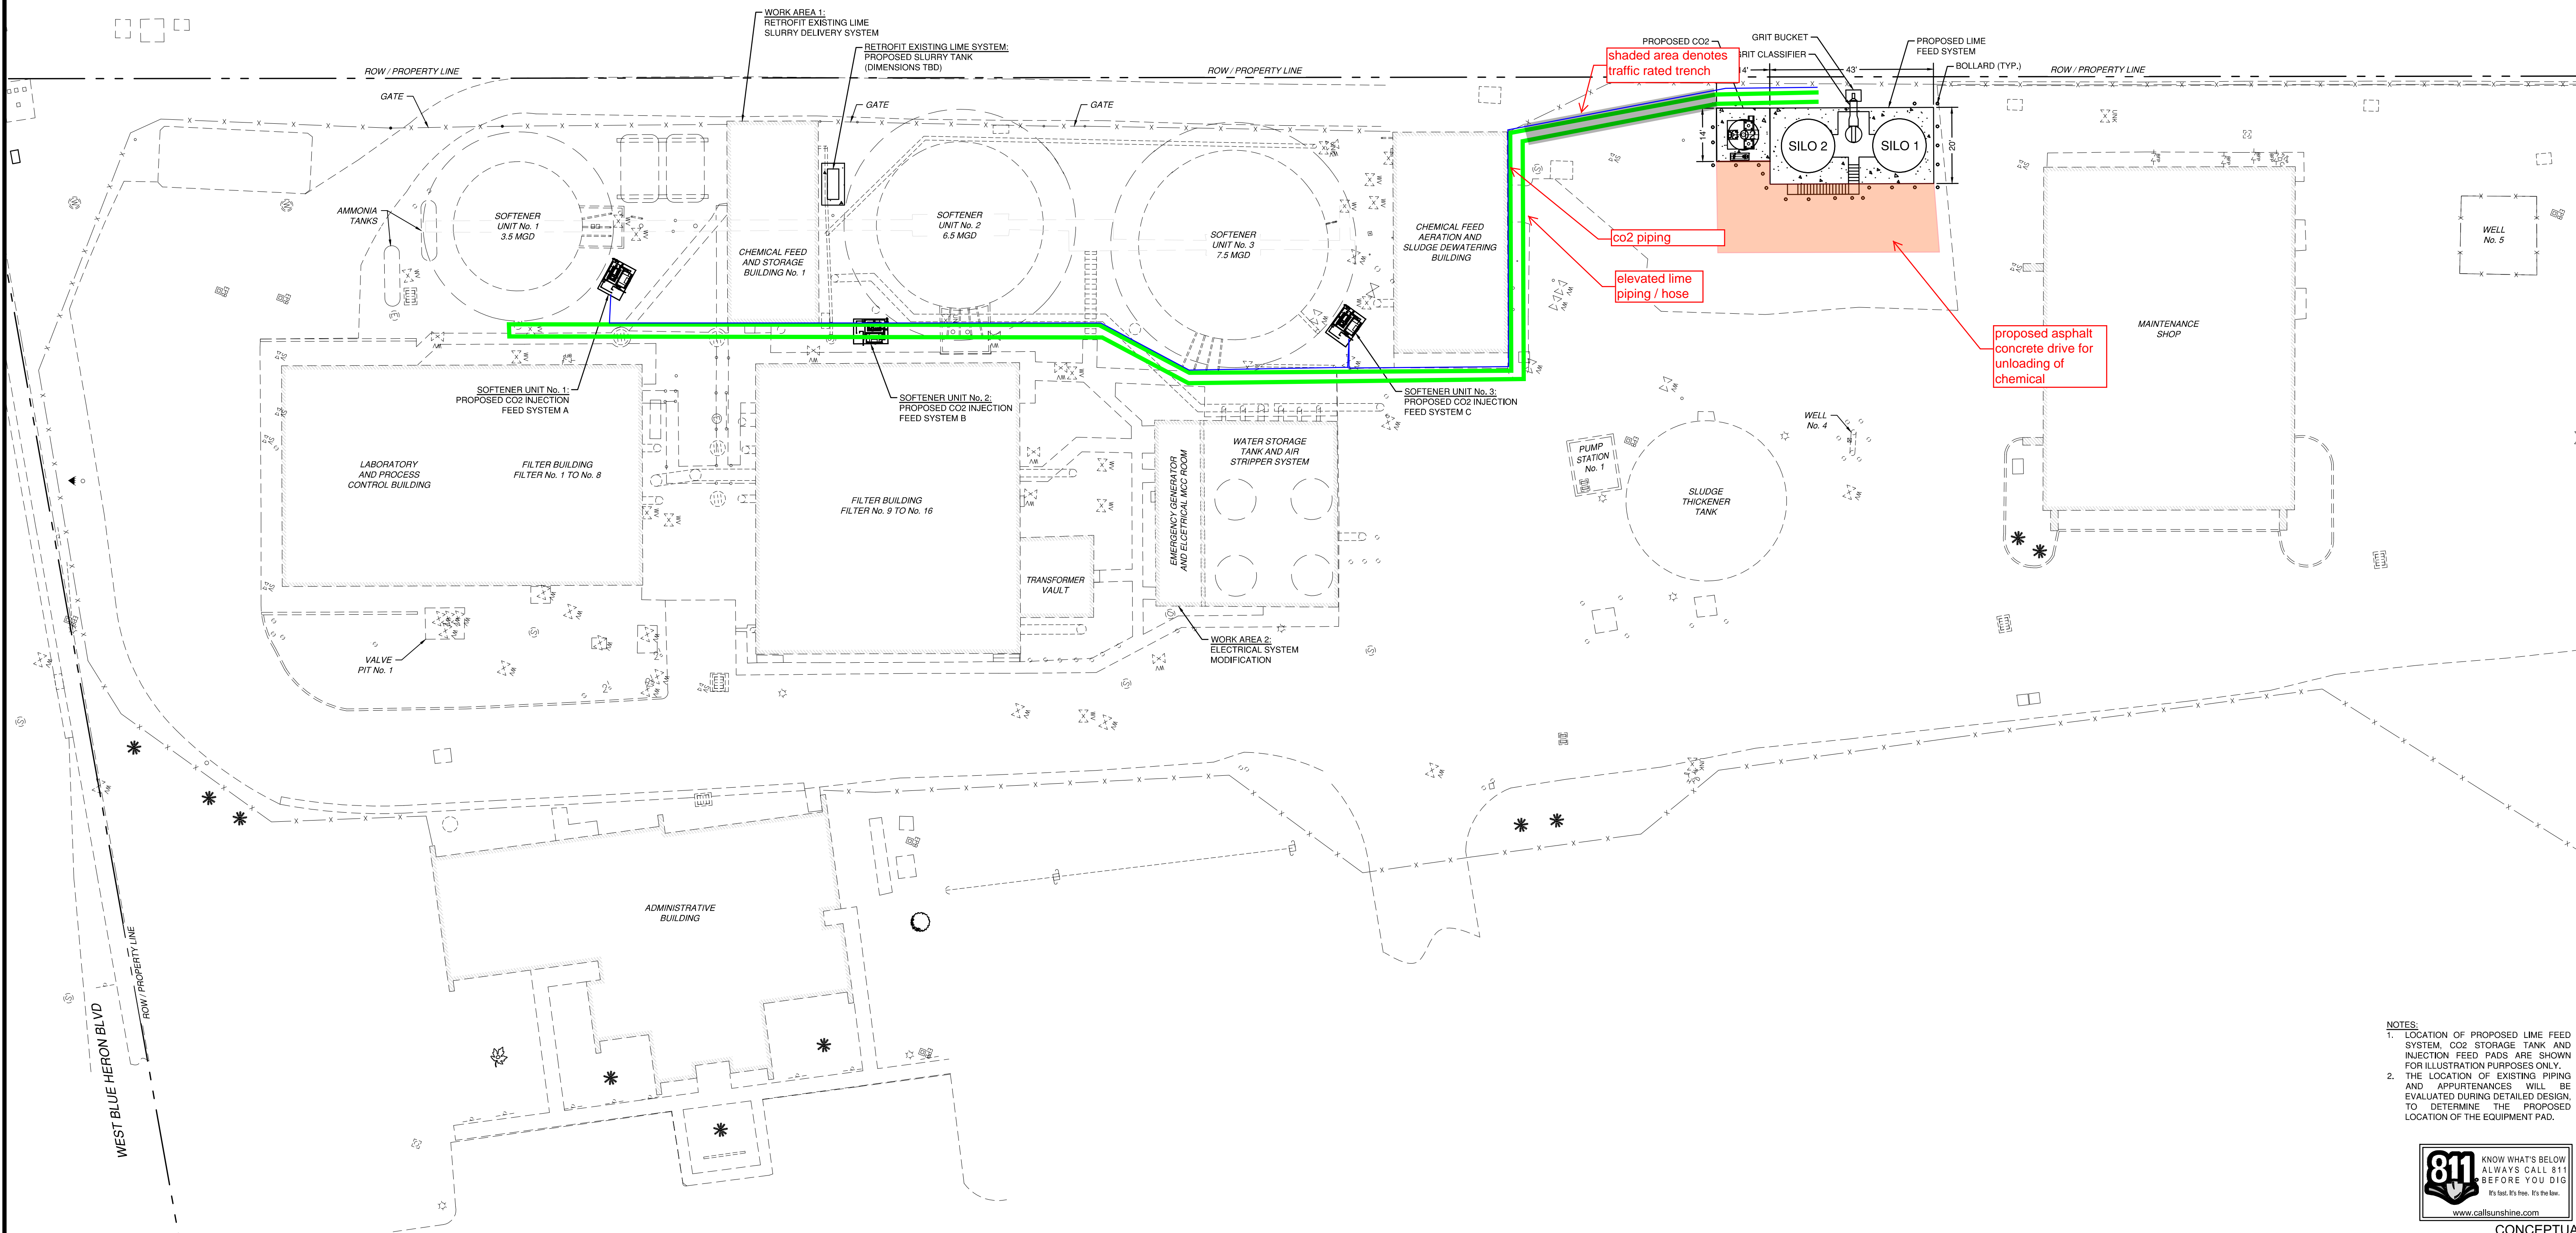 WORK AREA 1:
RETROFIT EXISTING LIME
SLURRY DELIVERY SYSTEM
RETROFIT EXISTING LIME SYSTEM:
PROPOSED SLURRY TANK
(DIMENSIONS TBD)
ROW / PROPERTY LINE
ROW / PROPERTY LINE
ROW / PROPERTY LINE
GATE
GATE
GATE
shaded area denotes
traffic rated trench
PROPOSED CO2
GRIT CLASSIFIER
GRIT BUCKET
PROPOSED LIME
FEED SYSTEM
BOLLARD (TYP.)
14'
43'
14'
20'
CO2
SILO 2
SILO 1
AMMONIA
TANKS
SOFTENER
UNIT No. 1
3.5 MGD
CHEMICAL FEED
AND STORAGE
BUILDING No. 1
SOFTENER
UNIT No. 2
6.5 MGD
SOFTENER
UNIT No. 3
7.5 MGD
CHEMICAL FEED
AERATION AND
SLUDGE DEWATERING
BUILDING
co2 piping
elevated lime
piping / hose
proposed asphalt
concrete drive for
unloading of
chemical
WELL
No. 5
MAINTENANCE
SHOP
SOFTENER UNIT No. 1:
PROPOSED CO2 INJECTION
FEED SYSTEM A
SOFTENER UNIT No. 2:
PROPOSED CO2 INJECTION
FEED SYSTEM B
SOFTENER UNIT No. 3:
PROPOSED CO2 INJECTION
FEED SYSTEM C
LABORATORY
AND PROCESS
CONTROL BUILDING
FILTER BUILDING
FILTER No. 1 TO No. 8
FILTER BUILDING
FILTER No. 9 TO No. 16
EMERGENCY GENERATOR
AND ELCETRICAL MCC ROOM
WATER STORAGE
TANK AND AIR
STRIPPER SYSTEM
PUMP
STATION
No. 1
SLUDGE
THICKENER
TANK
WELL
No. 4
TRANSFORMER
VAULT
VALVE
PIT No. 1
WORK AREA 2:
ELECTRICAL SYSTEM
MODIFICATION
ADMINISTRATIVE
BUILDING
WEST BLUE HERON BLVD
ROW / PROPERTY LINE
NOTES:
1. LOCATION OF PROPOSED LIME FEED
SYSTEM, CO2 STORAGE TANK AND
INJECTION FEED PADS ARE SHOWN
FOR ILLUSTRATION PURPOSES ONLY.
2. THE LOCATION OF EXISTING PIPING
AND APPURTENANCES WILL BE
EVALUATED DURING DETAILED DESIGN,
TO DETERMINE THE PROPOSED
LOCATION OF THE EQUIPMENT PAD.
811
KNOW WHAT'S BELOW
ALWAYS CALL 811
BEFORE YOU DIG
It's fast. It's free. It's the law.
www.callsunshine.com
CONCEPTUA